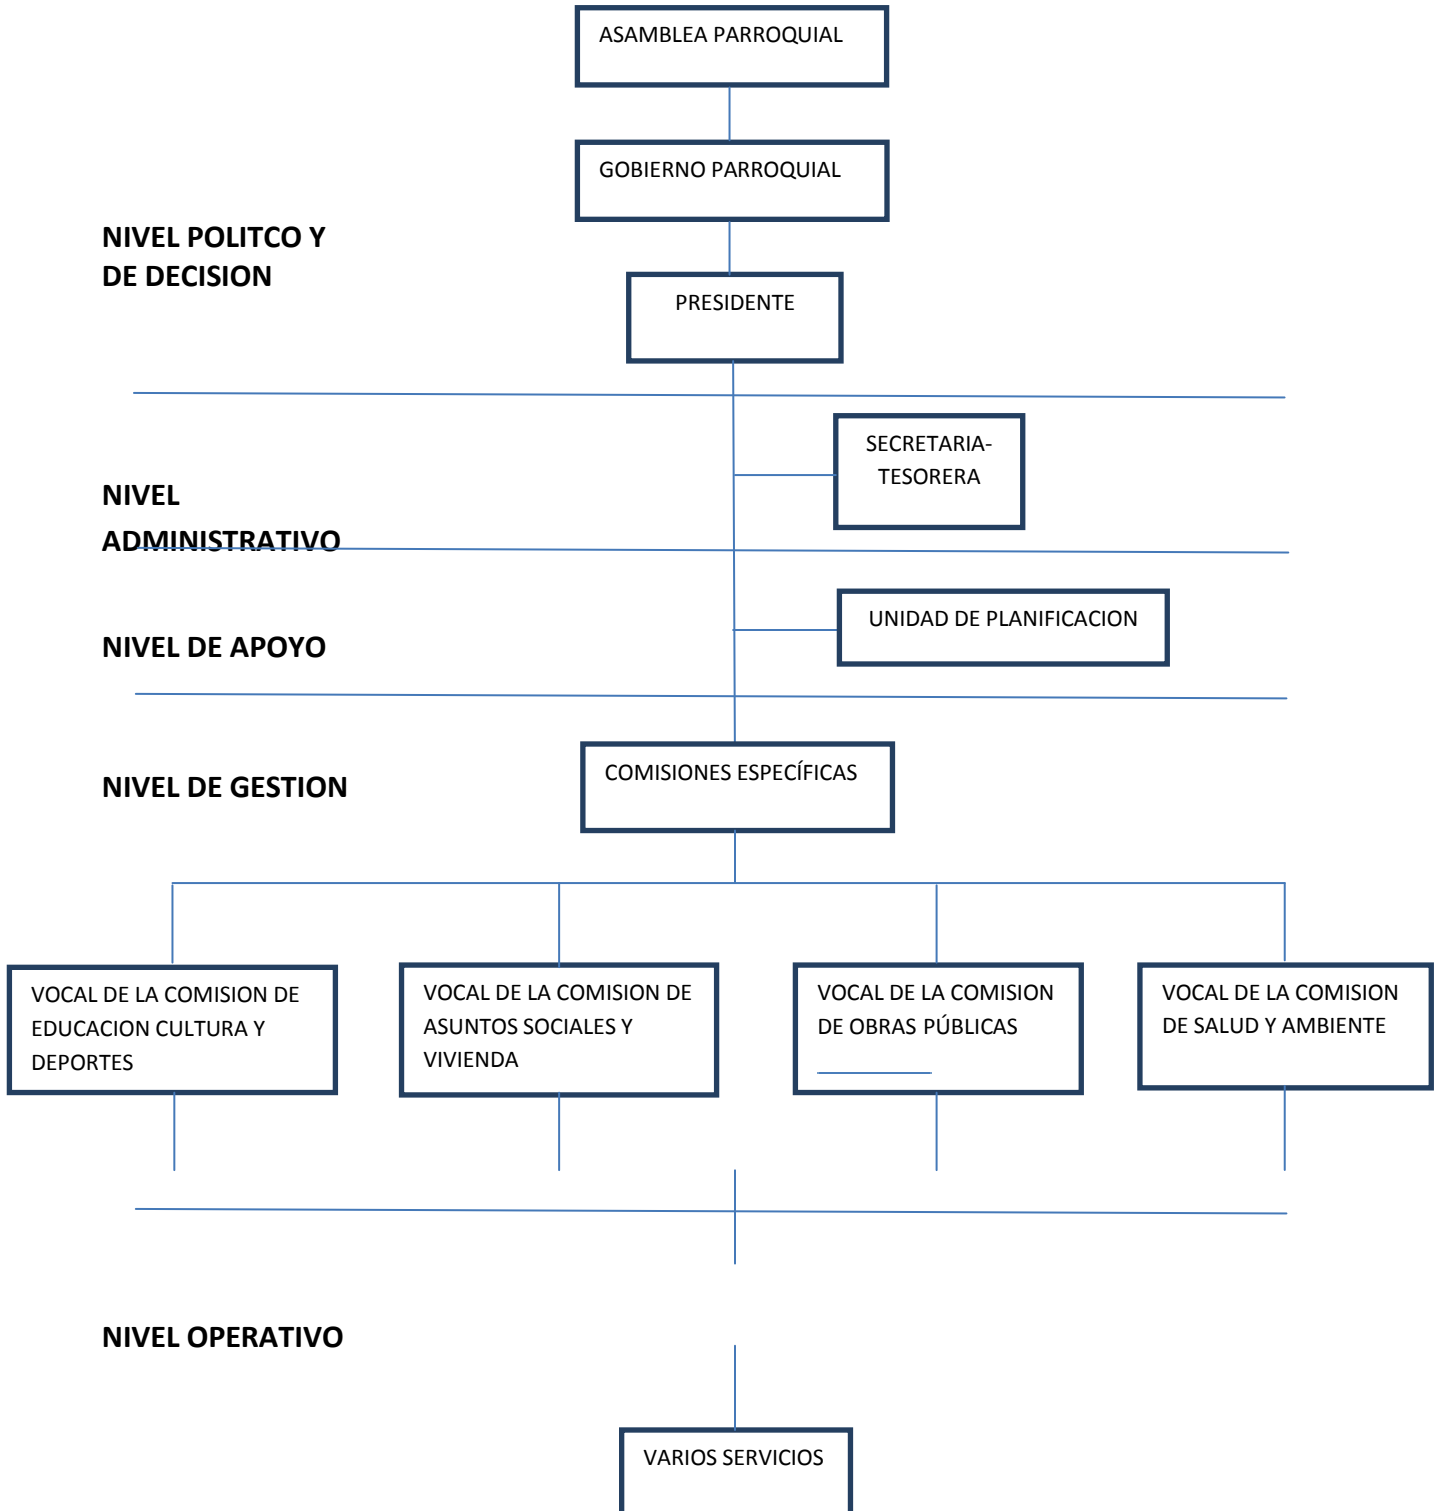 ASAMBLEA PARROQUIAL
GOBIERNO PARROQUIAL
NIVEL POLITCO Y
DE DECISION
PRESIDENTE
SECRETARIA-
TESORERA
NIVEL
ADMINISTRATIVO
UNIDAD DE PLANIFICACION
NIVEL DE APOYO
COMISIONES ESPECÍFICAS
NIVEL DE GESTION
VOCAL DE LA COMISION DE
EDUCACION CULTURA Y
DEPORTES
VOCAL DE LA COMISION DE
ASUNTOS SOCIALES Y
VIVIENDA
VOCAL DE LA COMISION
DE OBRAS PÚBLICAS
VOCAL DE LA COMISION
DE SALUD Y AMBIENTE
NIVEL OPERATIVO
VARIOS SERVICIOS